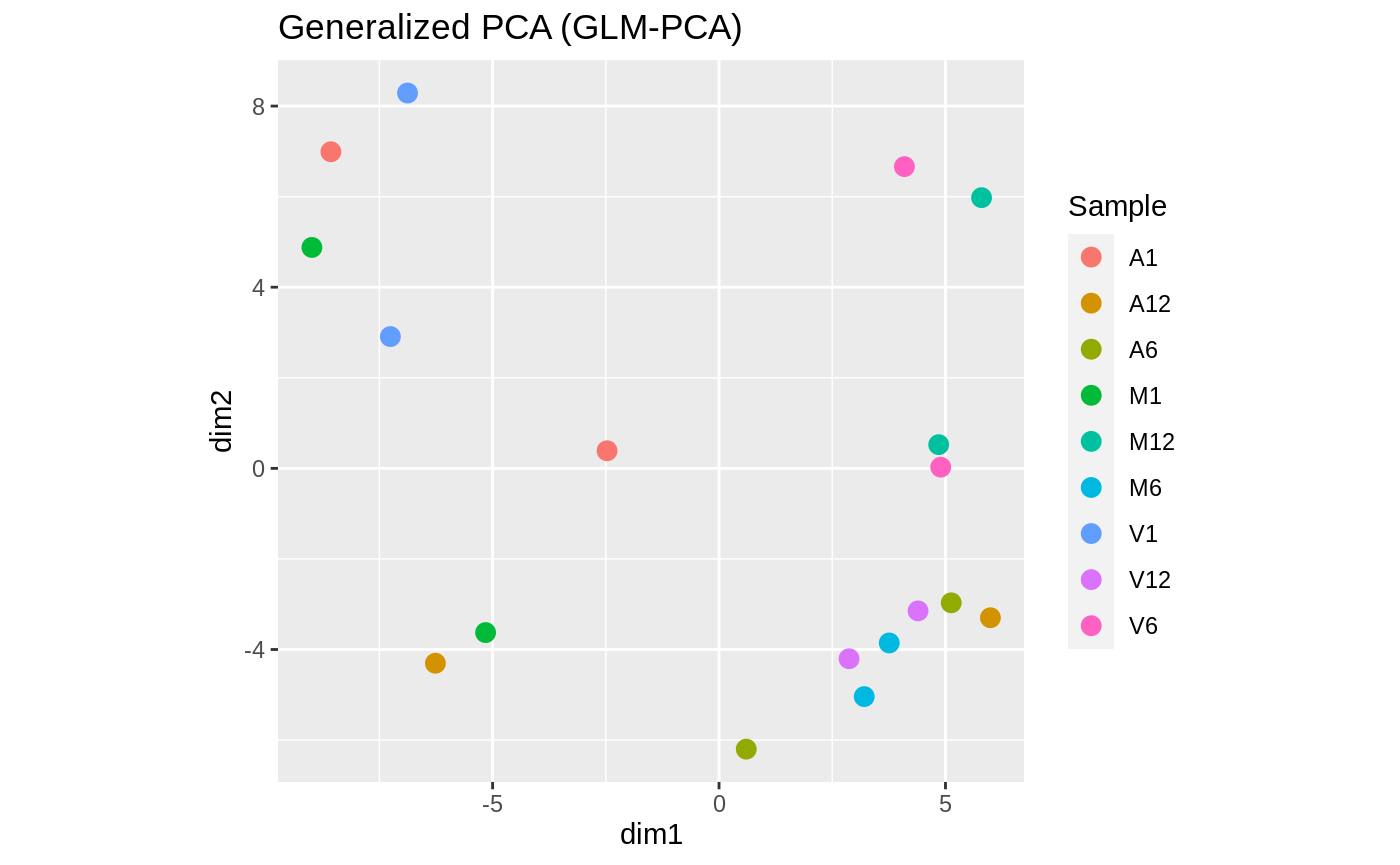 Generalized PCA (GLM-PCA)
8
4
0
-4
dim2
-5
0
5
dim1
Sample
A1
A12
A6
M1
M12
M6
V1
V12
V6